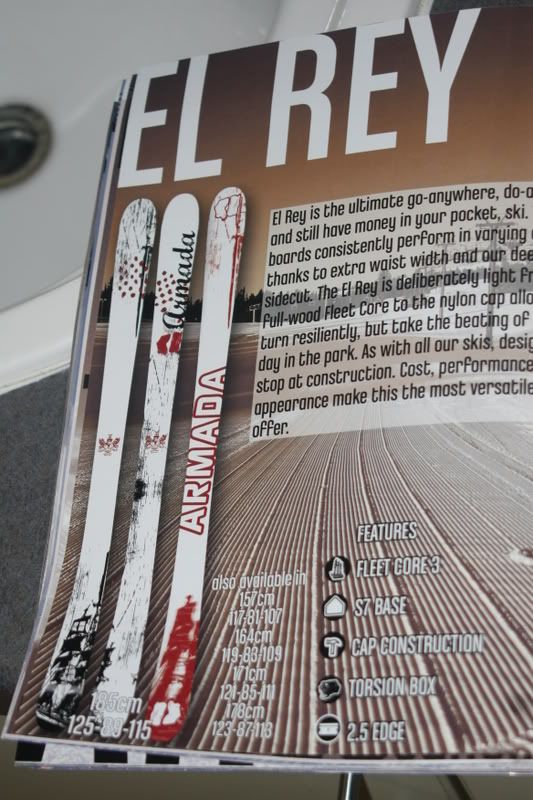 EL REY
El Rey is the ultimate go-anywhere, do-a
and still have money in your pocket, ski.
boards consistently perform in varying
thanks to extra waist width and our dee
sidecut. The El Rey is deliberately light fr
full-wood Fleet Core to the nylon cap allo
turn resiliently, but take the beating of
day in the park. As with all our skis, desig
stop at construction. Cost, performance
appearance make this the most versatile
offer.
Armada
ARMADA
FEATURES
FLEET CORE 3
S7 BASE
CAP CONSTRUCTION
TORSION BOX
2.5 EDGE
also available in
157cm
117-81-107
164cm
119-83-109
171cm
121-85-111
178cm
123-87-113
185cm
125-89-115